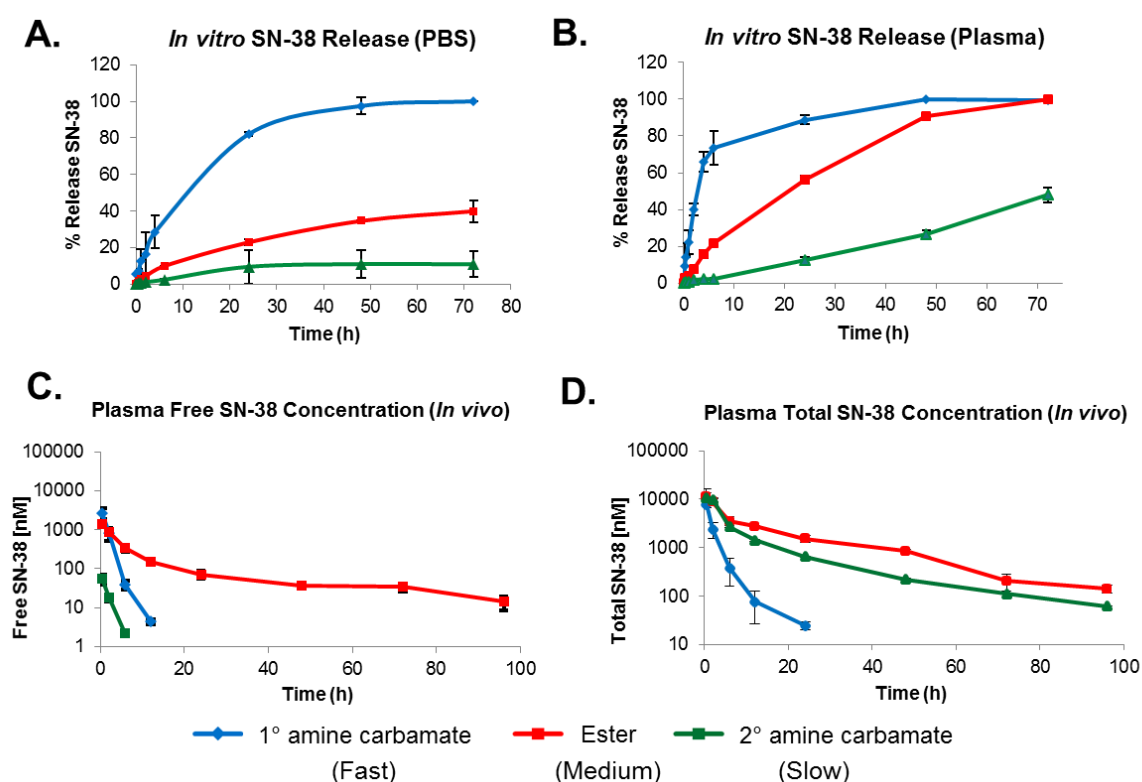 A.
In vitro SN-38 Release (PBS)
% Release SN-38
120
100
80
60
40
20
0
0 10 20 30 40 50 60 70 80
Time (h)
B.
In vitro SN-38 Release (Plasma)
% Release SN-38
120
100
80
60
40
20
0
0 10 20 30 40 50 60 70
Time (h)
C.
Plasma Free SN-38 Concentration (In vivo)
Free SN-38 [nM]
100000
10000
1000
100
10
1
0 20 40 60 80 100
Time (h)
D.
Plasma Total SN-38 Concentration (In vivo)
Total SN-38 [nM]
100000
10000
1000
100
10
0 20 40 60 80 100
Time (h)
1° amine carbamate Ester 2° amine carbamate
(Fast) (Medium) (Slow)